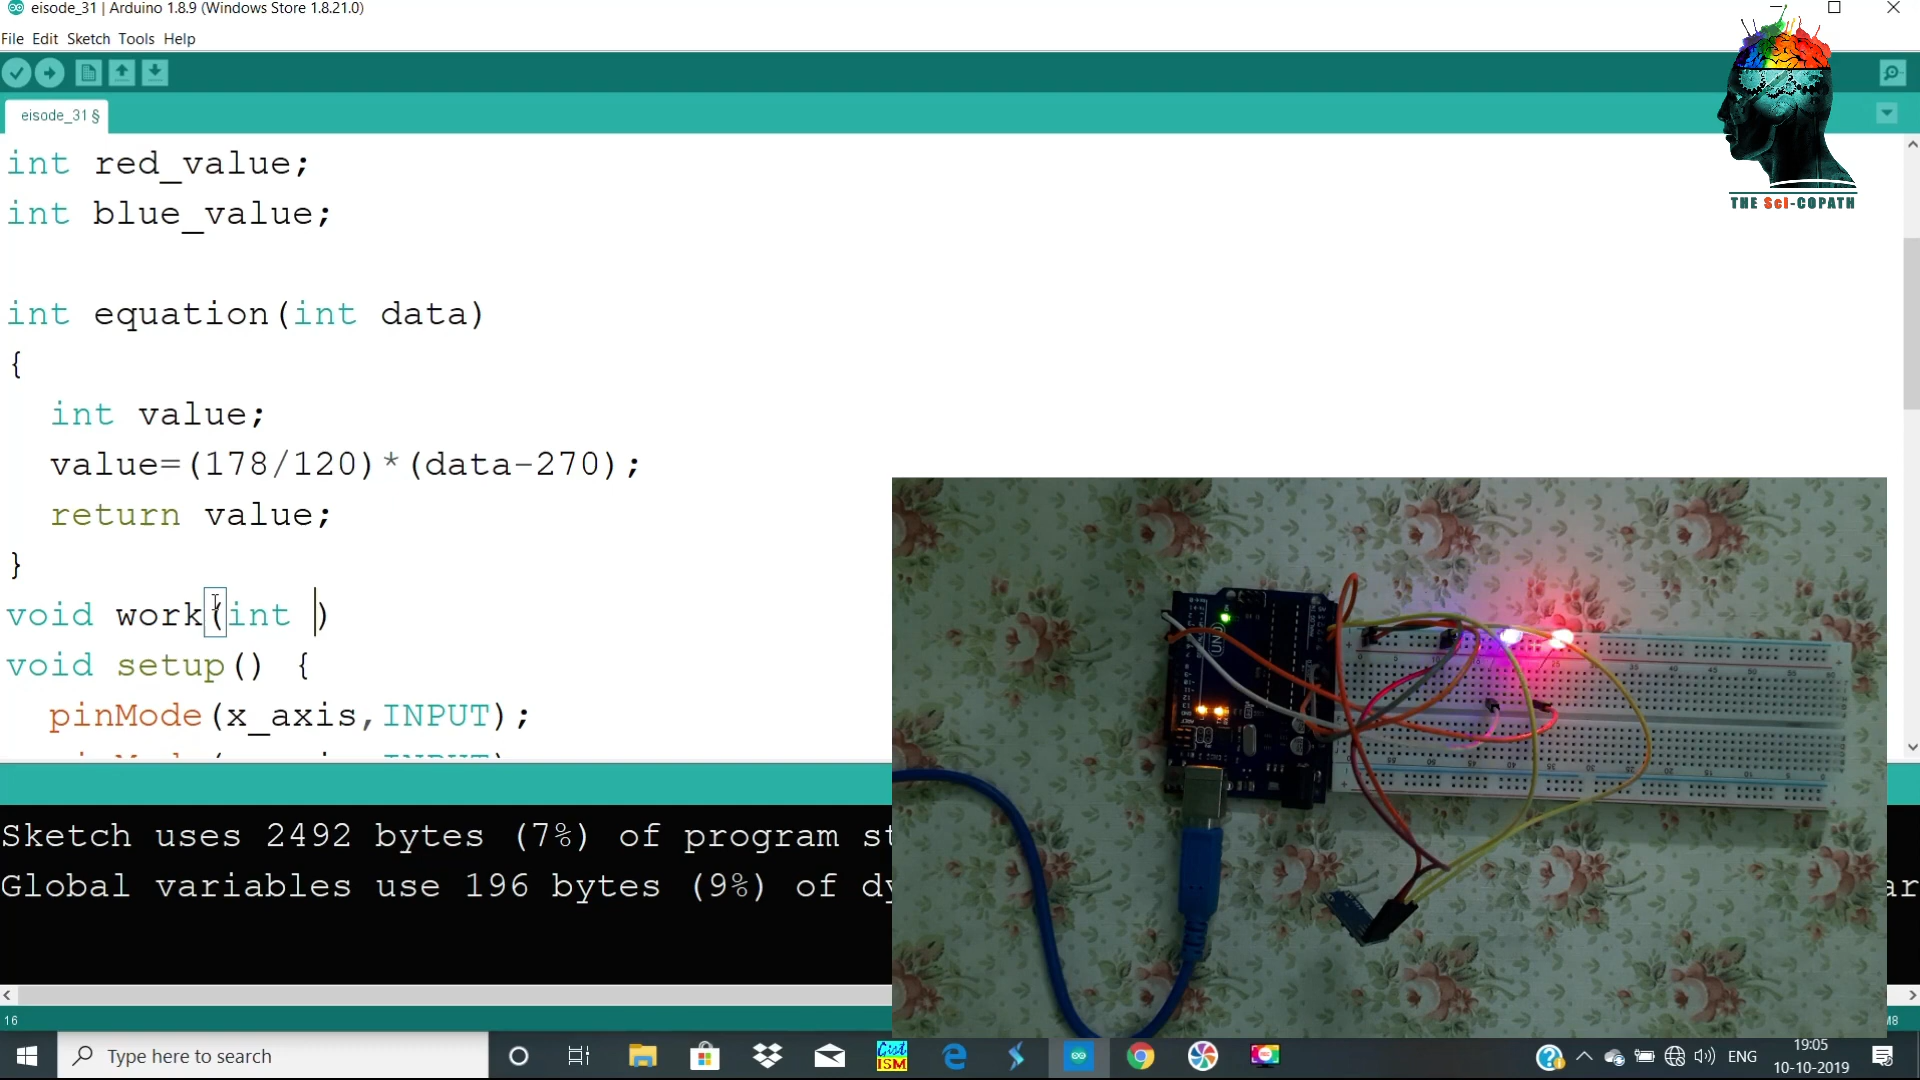 eisode_31 | Arduino 1.8.9 (Windows Store 1.8.21.0)
File Edit Sketch Tools Help
eisode_31 §
THE ScI-COPATH
int red_value;
int blue_value;
int equation(int data)
{
int value;
value=(178/120)*(data-270);
return value;
}
void work(int )
void setup() {
pinMode(x_axis,INPUT);
Sketch uses 2492 bytes (7%) of program st
Global variables use 196 bytes (9%) of dy
ar
16
Type here to search
ENG
19:05
10-10-2019